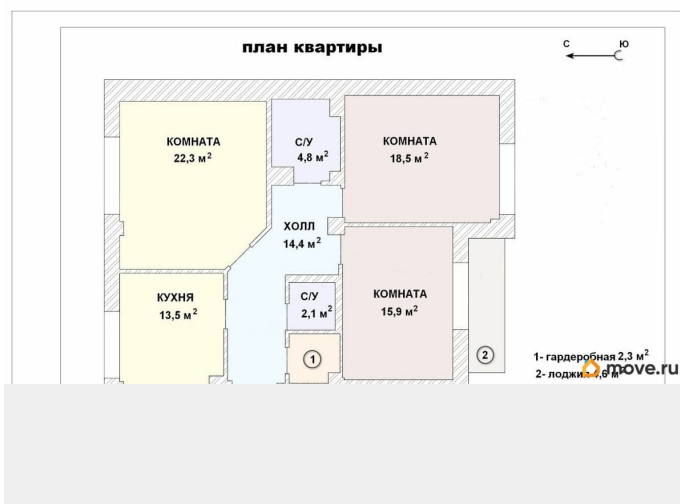 план квартиры
С Ю
КОМНАТА
22,3 м²
С/У
4,8 м²
КОМНАТА
18,5 м²
ХОЛЛ
14,4 м²
КУХНЯ
13,5 м²
С/У
2,1 м²
КОМНАТА
15,9 м²
1
2
1- гардеробная 2,3 м²
2- лоджия
move.ru